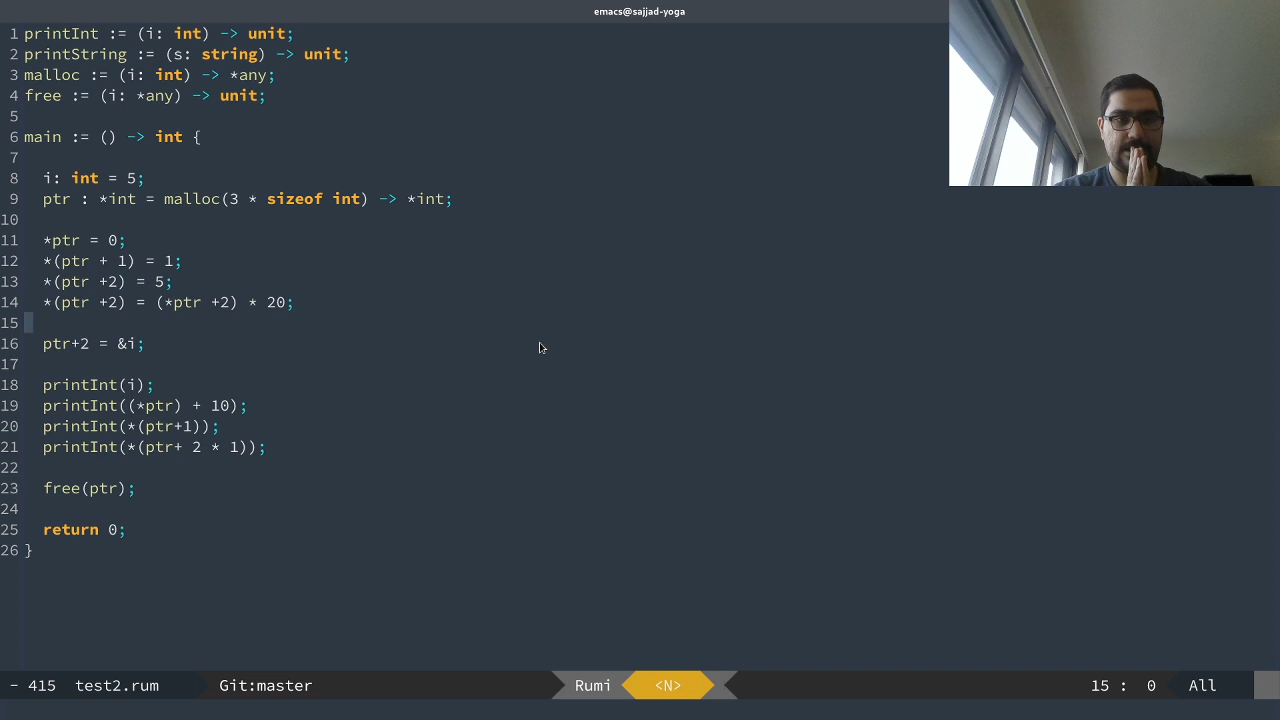 emacs@sajjad-yoga
1 printInt := (i: int) -> unit;
2 printString := (s: string) -> unit;
3 malloc := (i: int) -> *any;
4 free := (i: *any) -> unit;
5
6 main := () -> int {
7
8 i: int = 5;
9 ptr : *int = malloc(3 * sizeof int) -> *int;
10
11 *ptr = 0;
12 *(ptr + 1) = 1;
13 *(ptr +2) = 5;
14 *(ptr +2) = (*ptr +2) * 20;
15
16 ptr+2 = &i;
17
18 printInt(i);
19 printInt((*ptr) + 10);
20 printInt(*(ptr+1));
21 printInt(*(ptr+ 2 * 1));
22
23 free(ptr);
24
25 return 0;
26 }
- 415 test2.rum Git:master Rumi <N> 15 : 0 All